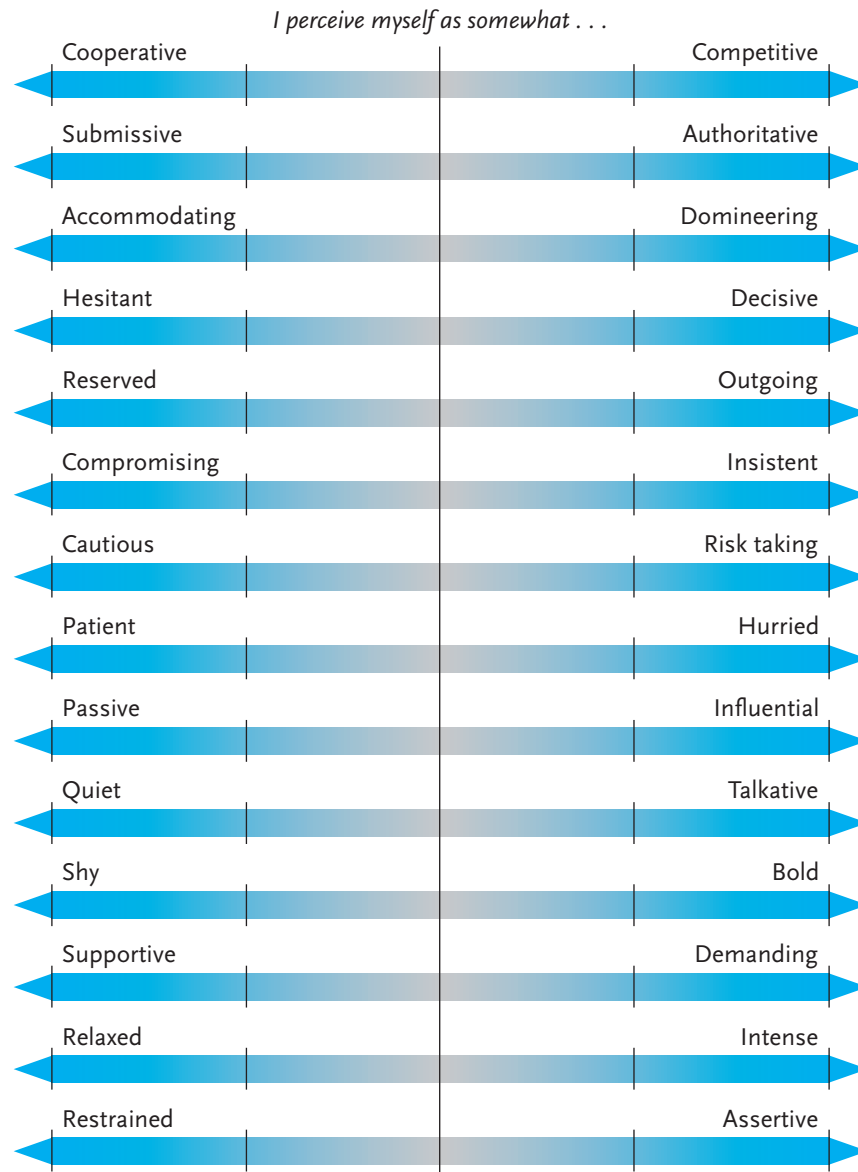 I perceive myself as somewhat . . .
Cooperative Competitive
Submissive Authoritative
Accommodating Domineering
Hesitant Decisive
Reserved Outgoing
Compromising Insistent
Cautious Risk taking
Patient Hurried
Passive Influential
Quiet Talkative
Shy Bold
Supportive Demanding
Relaxed Intense
Restrained Assertive